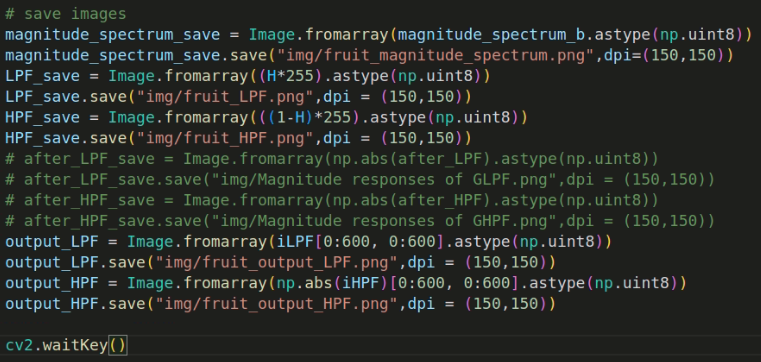 # save images
magnitude_spectrum_save = Image.fromarray(magnitude_spectrum_b.astype(np.uint8))
magnitude_spectrum_save.save("img/fruit_magnitude_spectrum.png",dpi=(150,150))
LPF_save = Image.fromarray((H*255).astype(np.uint8))
LPF_save.save("img/fruit_LPF.png",dpi = (150,150))
HPF_save = Image.fromarray(((1-H)*255).astype(np.uint8))
HPF_save.save("img/fruit_HPF.png",dpi = (150,150))
# after_LPF_save = Image.fromarray(np.abs(after_LPF).astype(np.uint8))
# after_LPF_save.save("img/Magnitude responses of GLPF.png",dpi = (150,150))
# after_HPF_save = Image.fromarray(np.abs(after_HPF).astype(np.uint8))
# after_HPF_save.save("img/Magnitude responses of GHPF.png",dpi = (150,150))
output_LPF = Image.fromarray(iLPF[0:600, 0:600].astype(np.uint8))
output_LPF.save("img/fruit_output_LPF.png",dpi = (150,150))
output_HPF = Image.fromarray(np.abs(iHPF)[0:600, 0:600].astype(np.uint8))
output_HPF.save("img/fruit_output_HPF.png",dpi = (150,150))
cv2.waitKey()